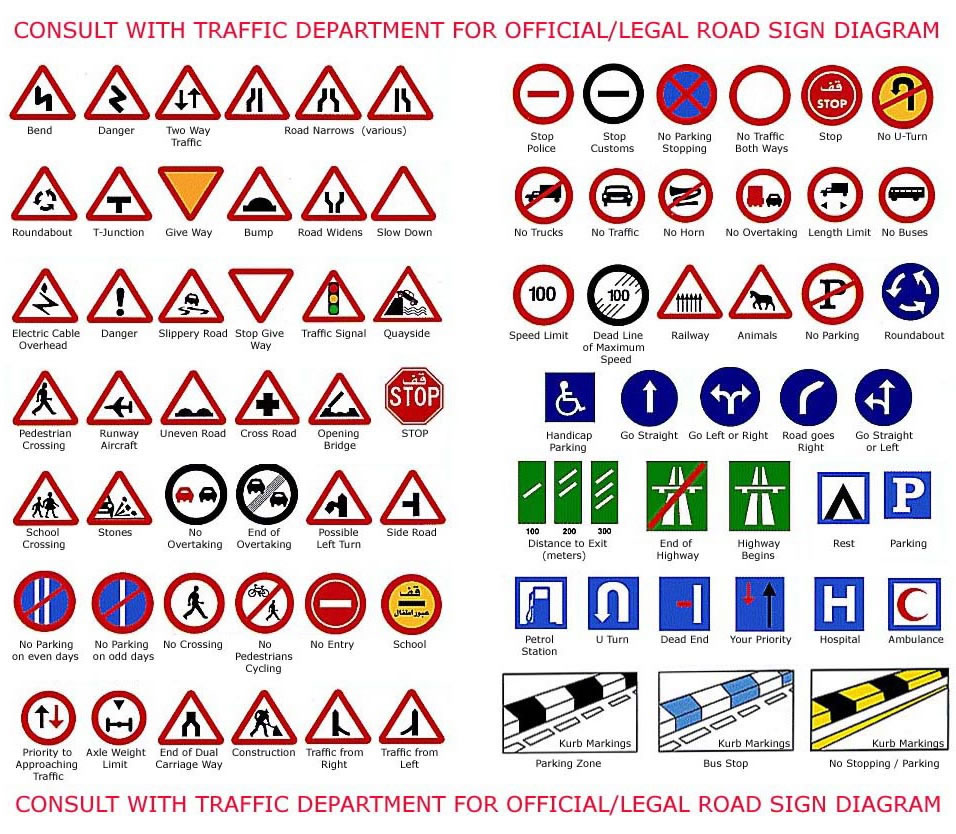 CONSULT WITH TRAFFIC DEPARTMENT FOR OFFICIAL/LEGAL ROAD SIGN DIAGRAM
Bend
Danger
Two Way
Traffic
Road Narrows (various)
Roundabout
T-Junction
Give Way
Bump
Road Widens
Slow Down
Electric Cable
Overhead
Danger
Slippery Road
Stop Give
Way
Traffic Signal
Quayside
قف
STOP
Pedestrian
Crossing
Runway
Aircraft
Uneven Road
Cross Road
Opening
Bridge
STOP
School
Crossing
Stones
No
Overtaking
End of
Overtaking
Possible
Left Turn
Side Road
قف
عبور اطفال
No Parking
on even days
No Parking
on odd days
No Crossing
No
Pedestrians
Cycling
No Entry
School
Priority to
Approaching
Traffic
Axle Weight
Limit
End of Dual
Carriage Way
Construction
Traffic from
Right
Traffic from
Left
قف
STOP
Stop
Police
Stop
Customs
No Parking
Stopping
No Traffic
Both Ways
Stop
No U-Turn
No Trucks
No Traffic
No Horn
No Overtaking
Length Limit
No Buses
100
100
P
Speed Limit
Dead Line
of Maximum
Speed
Railway
Animals
No Parking
Roundabout
Handicap
Parking
Go Straight
Go Left or Right
Road goes
Right
Go Straight
or Left
P
100
200
300
Distance to Exit
(meters)
End of
Highway
Highway
Begins
Rest
Parking
H
Petrol
Station
U Turn
Dead End
Your Priority
Hospital
Ambulance
Kurb Markings
Kurb Markings
Kurb Markings
Parking Zone
Bus Stop
No Stopping / Parking
CONSULT WITH TRAFFIC DEPARTMENT FOR OFFICIAL/LEGAL ROAD SIGN DIAGRAM